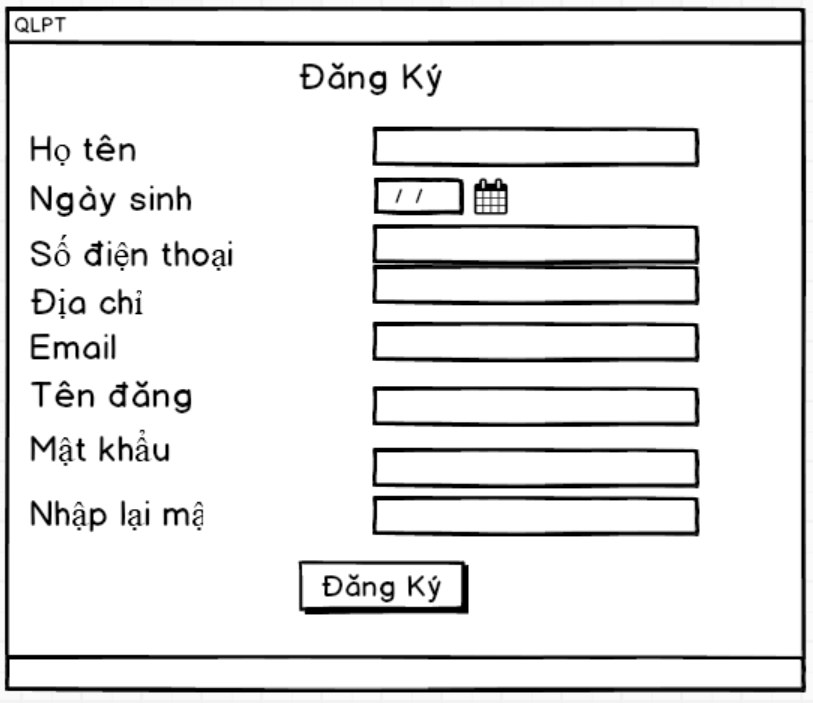 QLPT
Đăng Ký
Họ tên
Ngày sinh
/ /
Số điện thoại
Địa chỉ
Email
Tên đăng
Mật khẩu
Nhập lại mậ
Đăng Ký